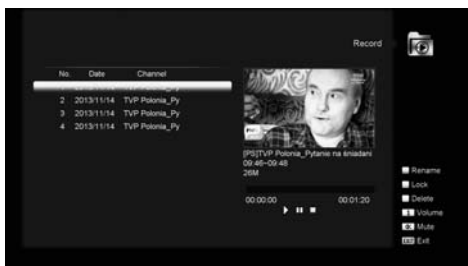 Record
No. Date Channel
2 2013/11/14 TVP Polonia_Py
3 2013/11/14 TVP Polonia_Py
4 2013/11/14 TVP Polonia_Py
[PS]TVP Polonia_Pytanie na śniadani
09:46~09:48
26M
00:00:00 00:01:20
Rename
Lock
Delete
Volume
Mute
EXIT Exit